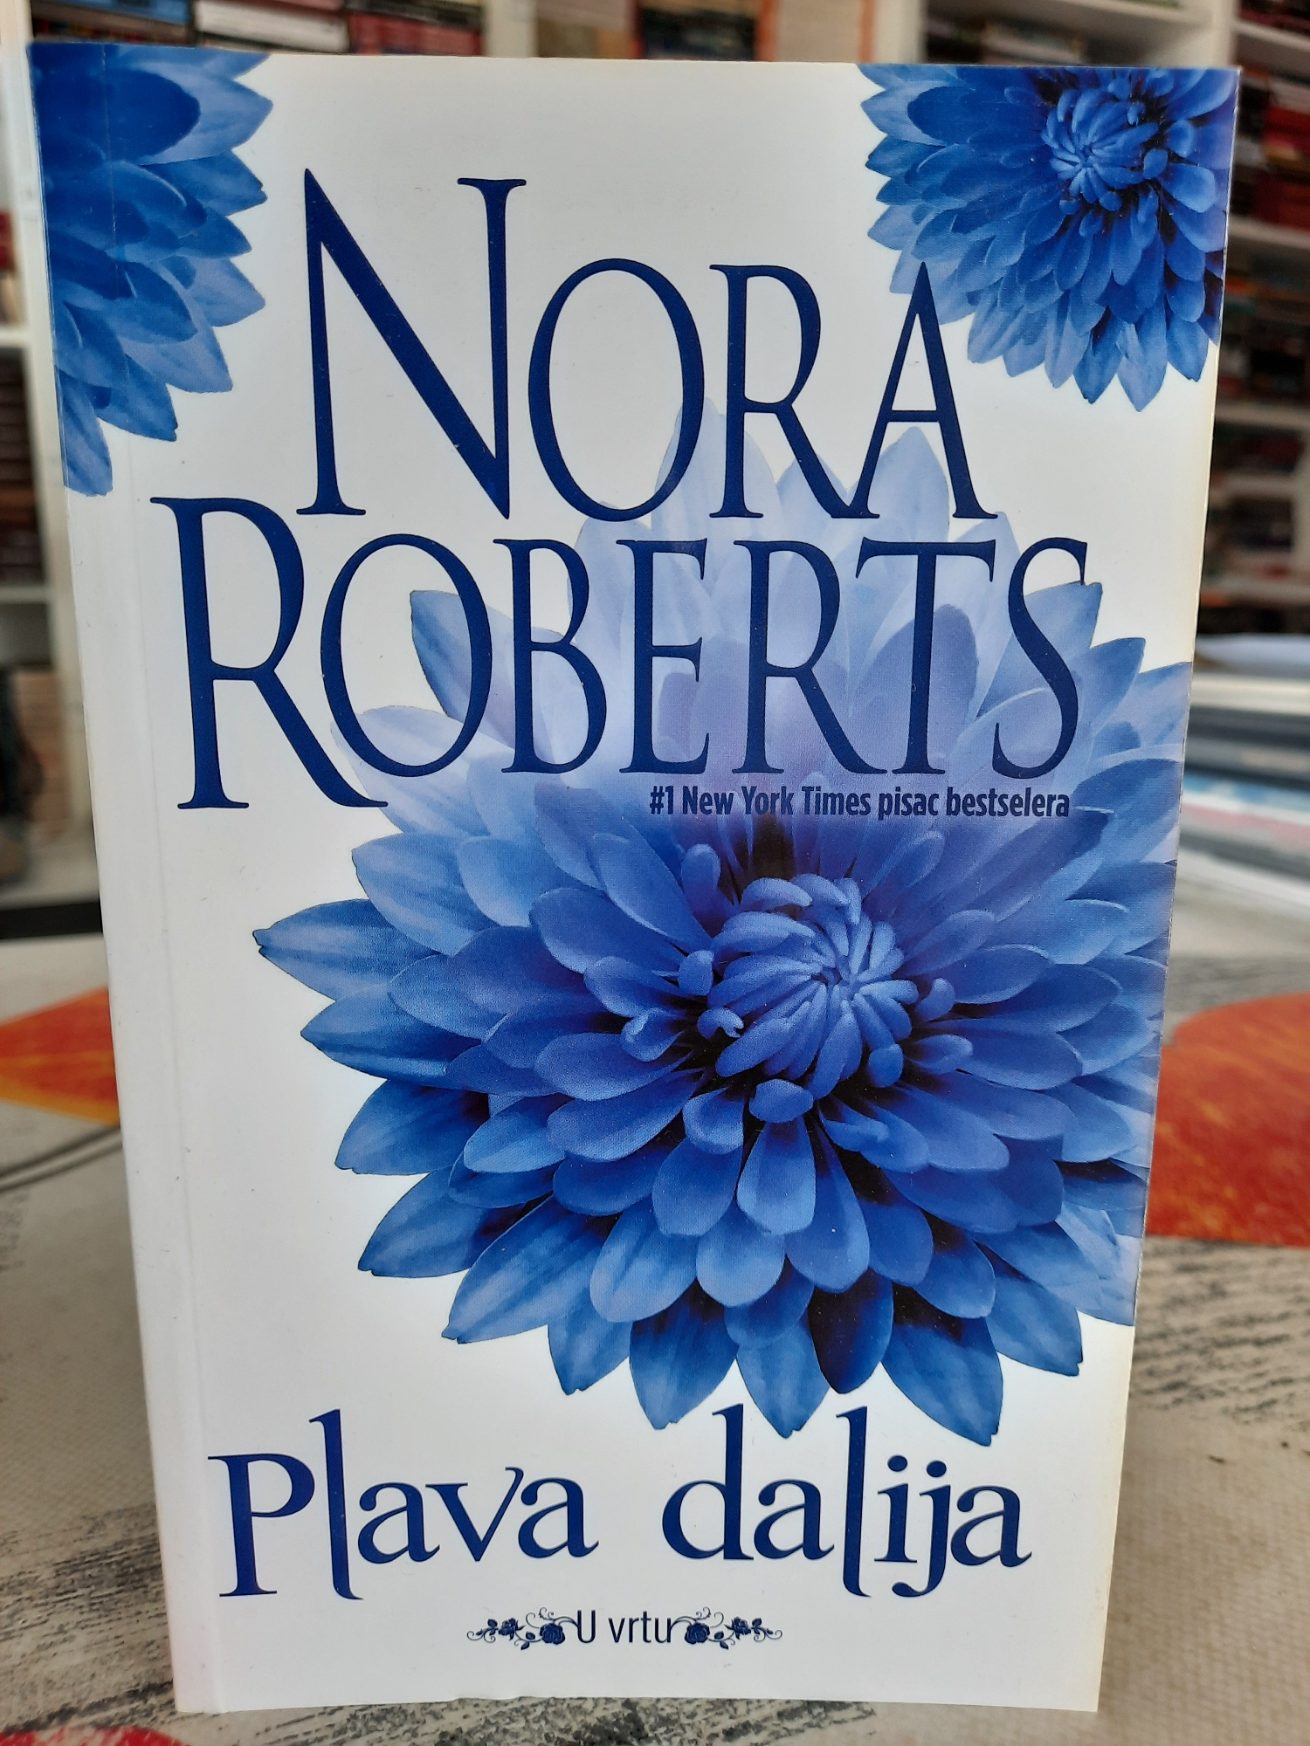 NORA
ROBERTS
#1 New York Times pisac bestselera
Plava dalija
U vrtu